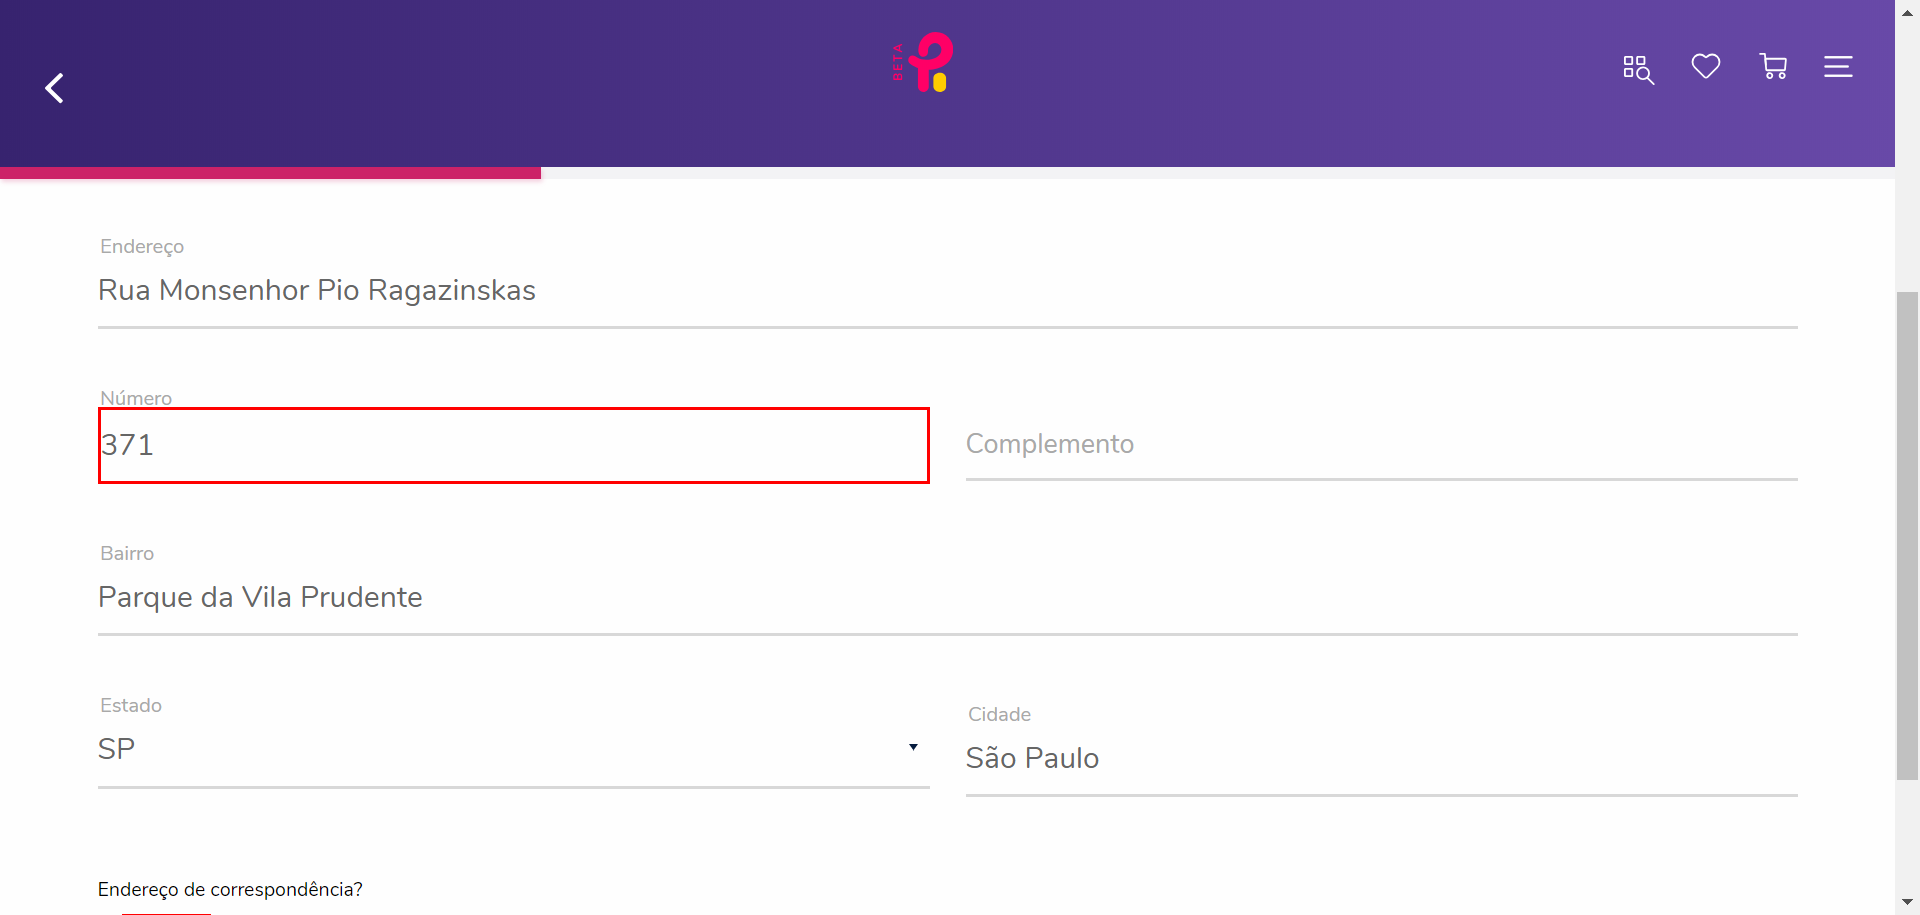 BETA
Endereço
Rua Monsenhor Pio Ragazinskas
Número
371
Complemento
Bairro
Parque da Vila Prudente
Estado
SP
Cidade
São Paulo
Endereço de correspondência?